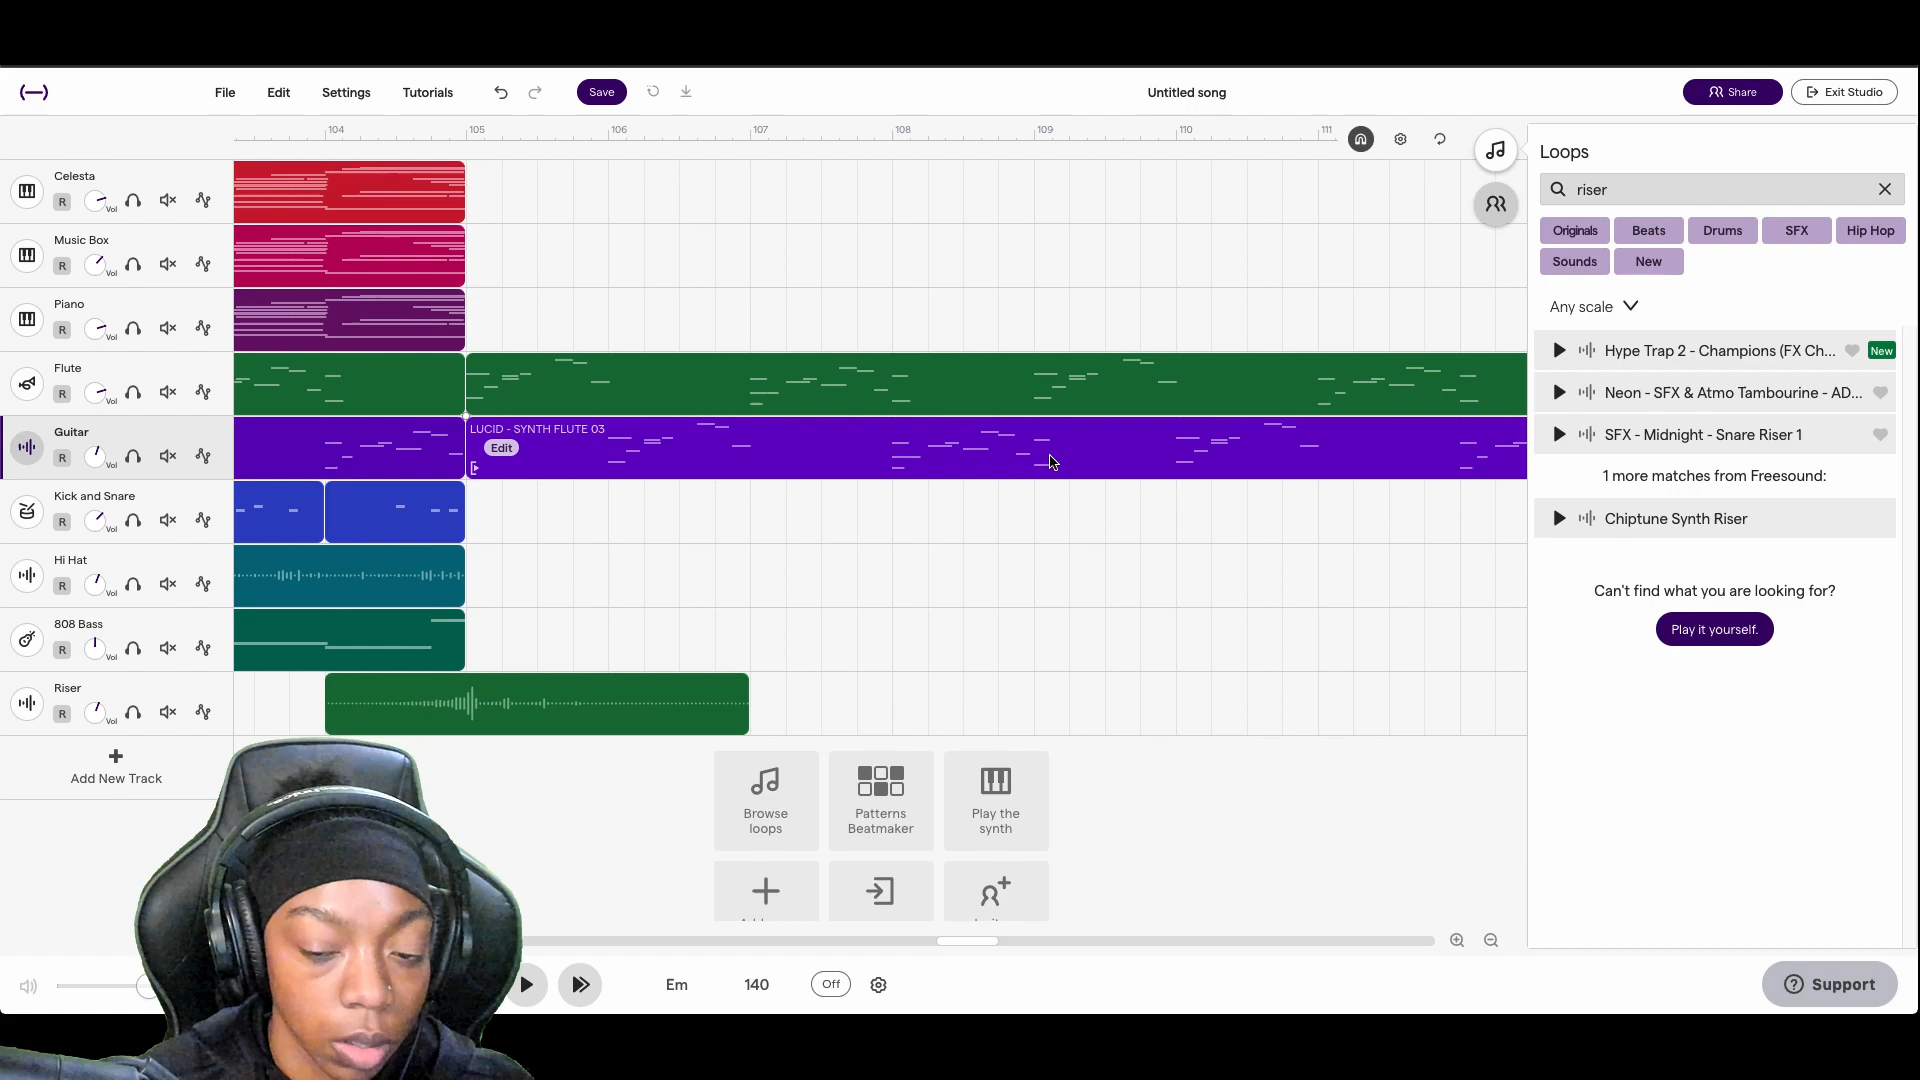 File Edit Settings Tutorials Save Untitled song Share Exit Studio
104 105 106 107 108 109 110 111
Loops
riser
Originals Beats Drums SFX Hip Hop
Sounds New
Any scale
Hype Trap 2 - Champions (FX Ch... New
Neon - SFX & Atmo Tambourine - AD...
SFX - Midnight - Snare Riser 1
1 more matches from Freesound:
Chiptune Synth Riser
Can't find what you are looking for?
Play it yourself.
Celesta
R Vol
Music Box
R Vol
Piano
R Vol
Flute
R Vol
Guitar
R Vol
LUCID - SYNTH FLUTE 03
Edit
Kick and Snare
R Vol
Hi Hat
R Vol
808 Bass
R Vol
Riser
R Vol
Add New Track
Browse loops
Patterns Beatmaker
Play the synth
Em 140 Off
Support